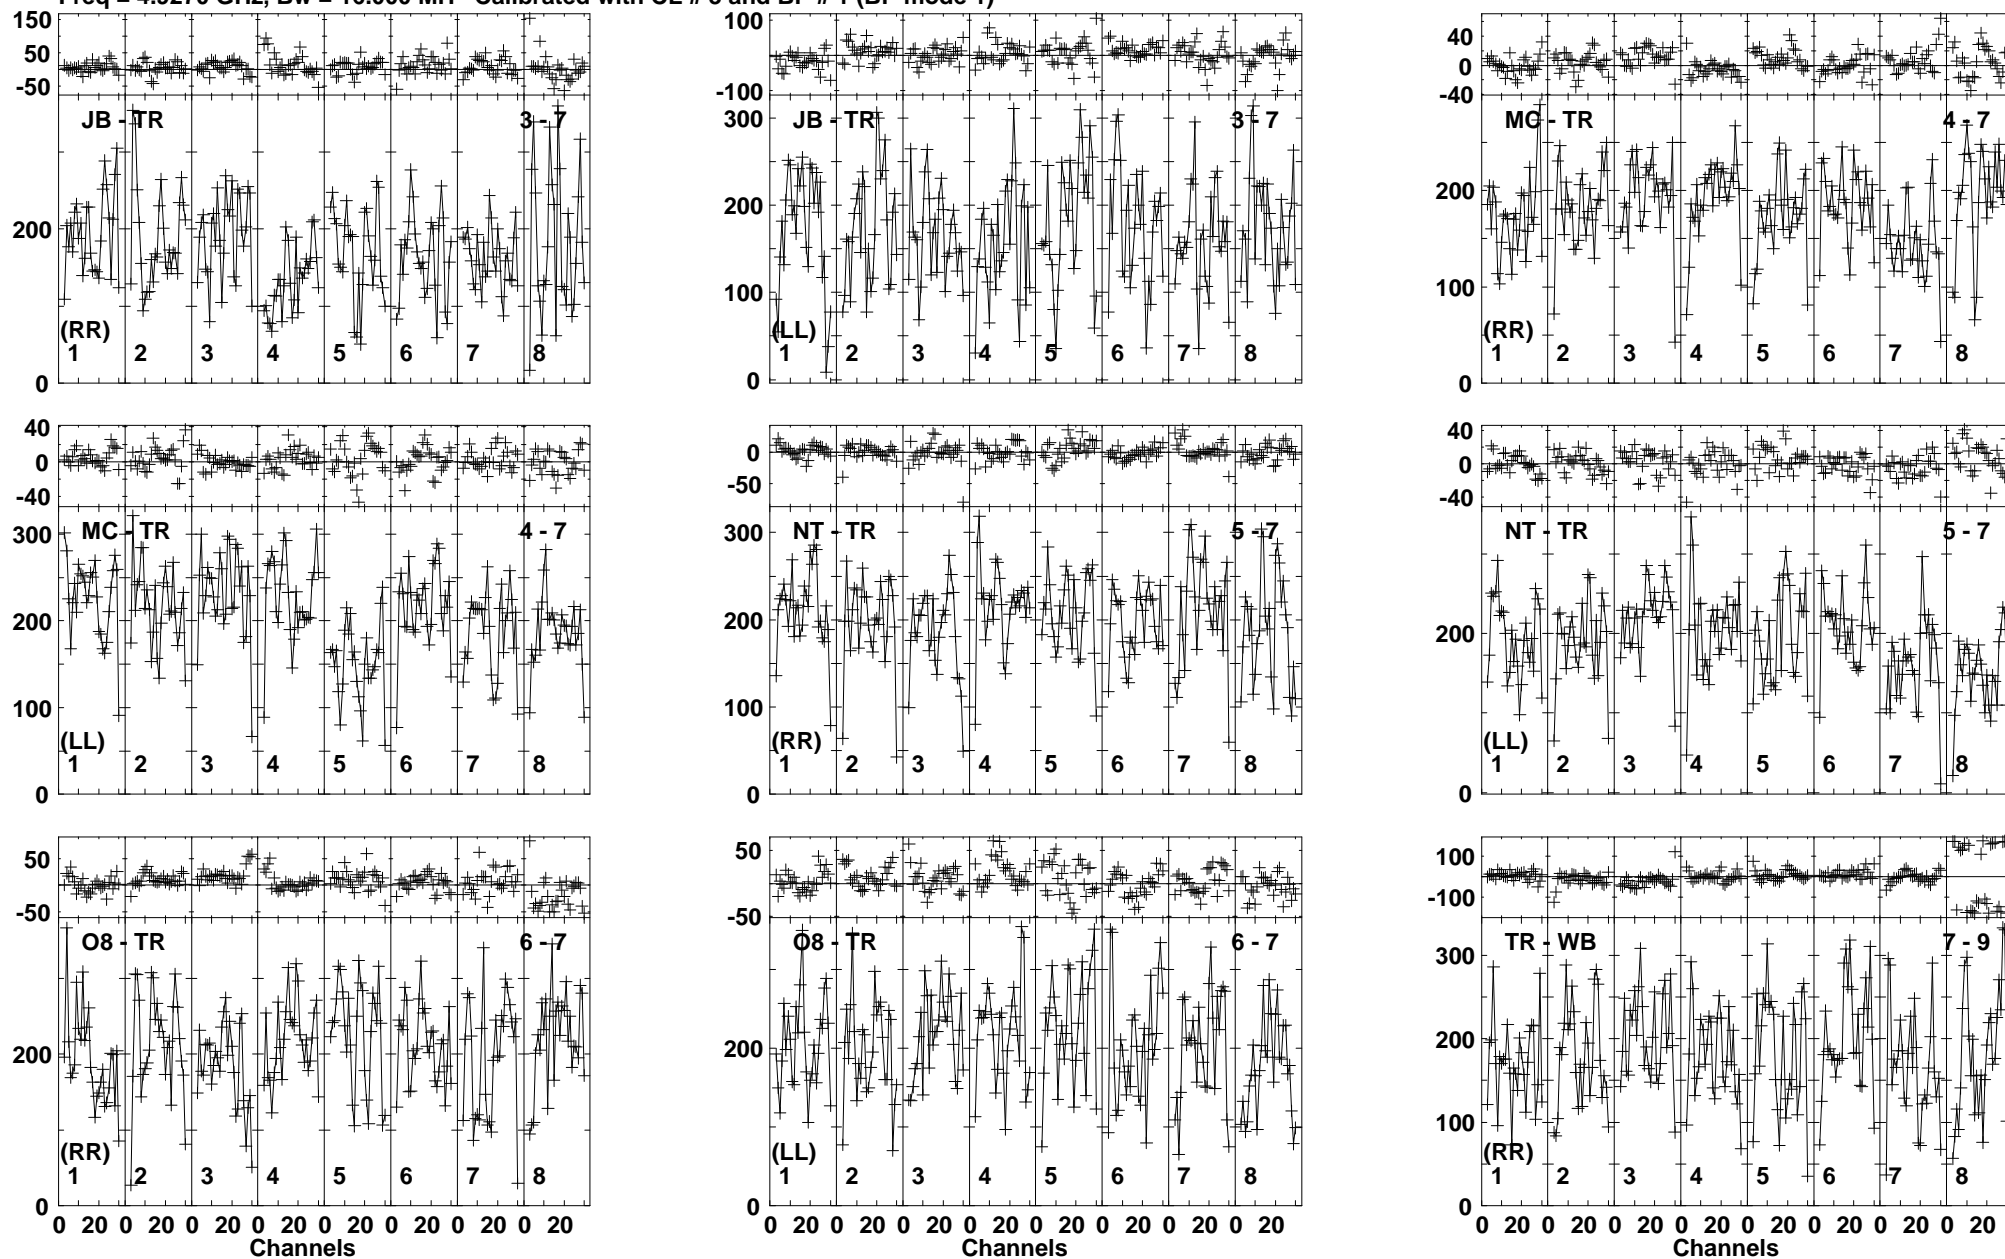 150 50 -50
100 0 -100
40 0 -40
JB - TR 3 - 7
JB - TR 3 - 7
MC - TR 4 - 7
200 0
300 200 100 0
200 100 0
(RR) 1 2 3 4 5 6 7 8
(LL) 1 2 3 4 5 6 7 8
(RR) 1 2 3 4 5 6 7 8
40 0 -40
0 -50
40 0 -40
MC - TR 4 - 7
NT - TR 5 - 7
NT - TR 5 - 7
300 200 100 0
300 200 100 0
200 0
(LL) 1 2 3 4 5 6 7 8
(RR) 1 2 3 4 5 6 7 8
(LL) 1 2 3 4 5 6 7 8
50 -50
50 0 -50
100 -100
O8 - TR 6 - 7
O8 - TR 6 - 7
TR - WB 7 - 9
200 0
200 0
300 200 100 0
(RR) 1 2 3 4 5 6 7 8
(LL) 1 2 3 4 5 6 7 8
(RR) 1 2 3 4 5 6 7 8
0 20 0 20 0 20 0 20 0 20 0 20 0 20 0 20
0 20 0 20 0 20 0 20 0 20 0 20 0 20 0 20
0 20 0 20 0 20 0 20 0 20 0 20 0 20 0 20
Channels
Channels
Channels